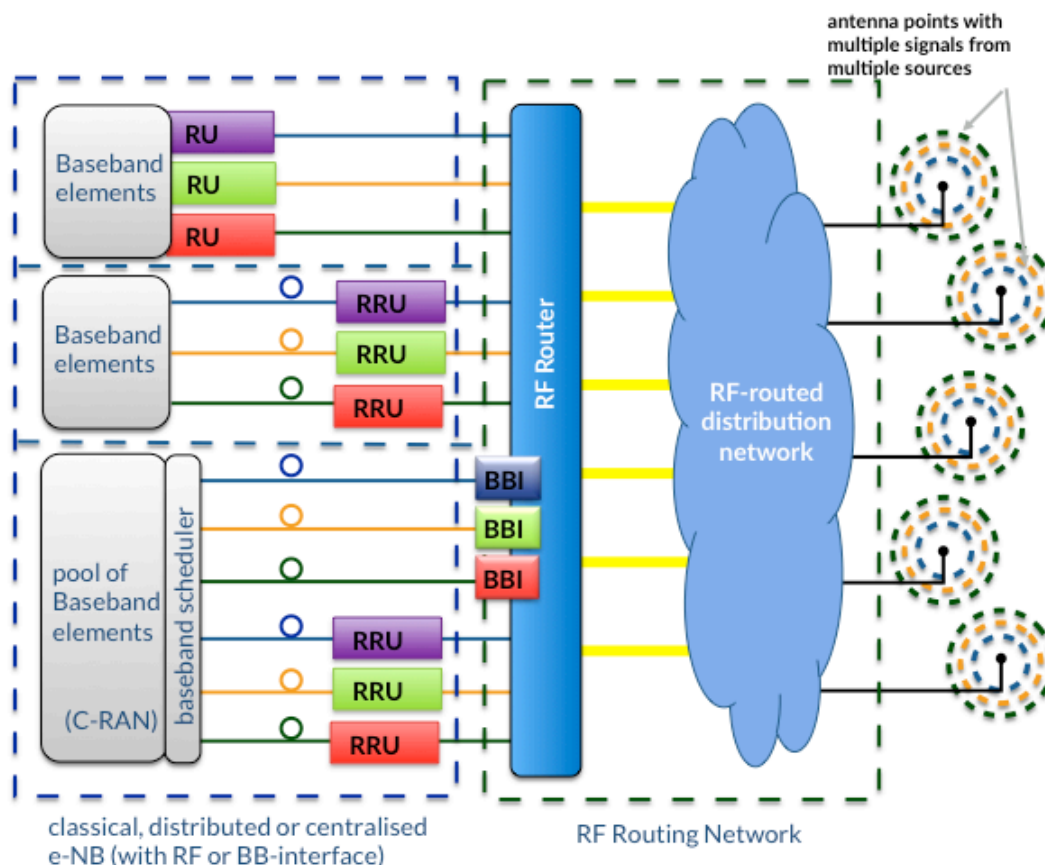 antenna points with
multiple signals from
multiple sources
Baseband
elements
RU
RU
RU
Baseband
elements
RRU
RRU
RRU
pool of
Baseband
elements
(C-RAN)
baseband scheduler
BBI
BBI
BBI
RRU
RRU
RRU
RF Router
RF-routed
distribution
network
classical, distributed or centralised
e-NB (with RF or BB-interface)
RF Routing Network